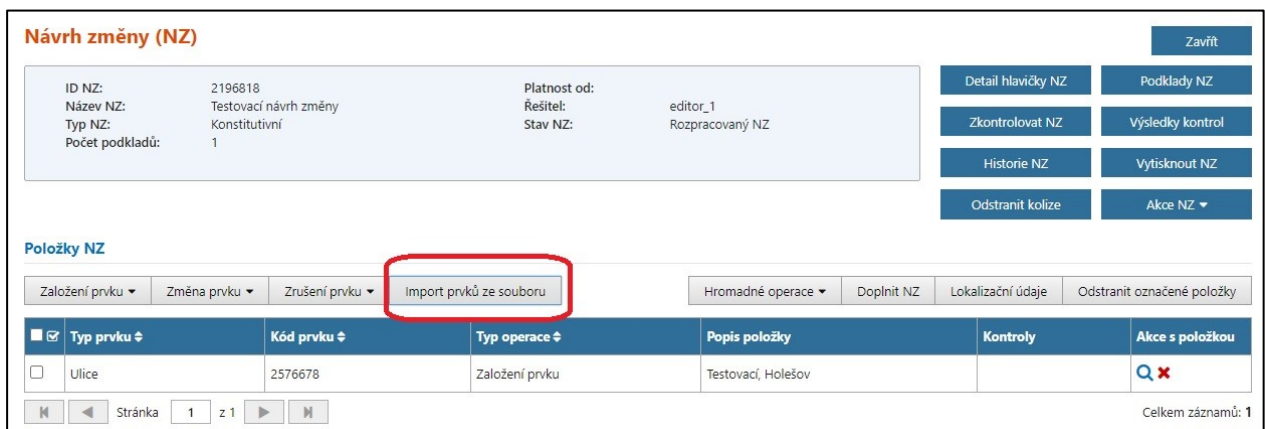 Návrh změny (NZ)
Zavřít
ID NZ: 2196818 Platnost od:
Název NZ: Testovací návrh změny Řešitel: editor_1
Typ NZ: Konstitutivní Stav NZ: Rozpracovaný NZ
Počet podkladů: 1
Detail hlavičky NZ Podklady NZ
Zkontrolovat NZ Výsledky kontrol
Historie NZ Vytisknout NZ
Odstranit kolize Akce NZ
Položky NZ
Založení prvku Změna prvku Zrušení prvku Import prvků ze souboru Hromadné operace Doplnit NZ Lokalizační údaje Odstranit označené položky
Typ prvku Kód prvku Typ operace Popis položky Kontroly Akce s položkou
Ulice 2576678 Založení prvku Testovací, Holešov
Stránka 1 z 1 Celkem záznamů: 1